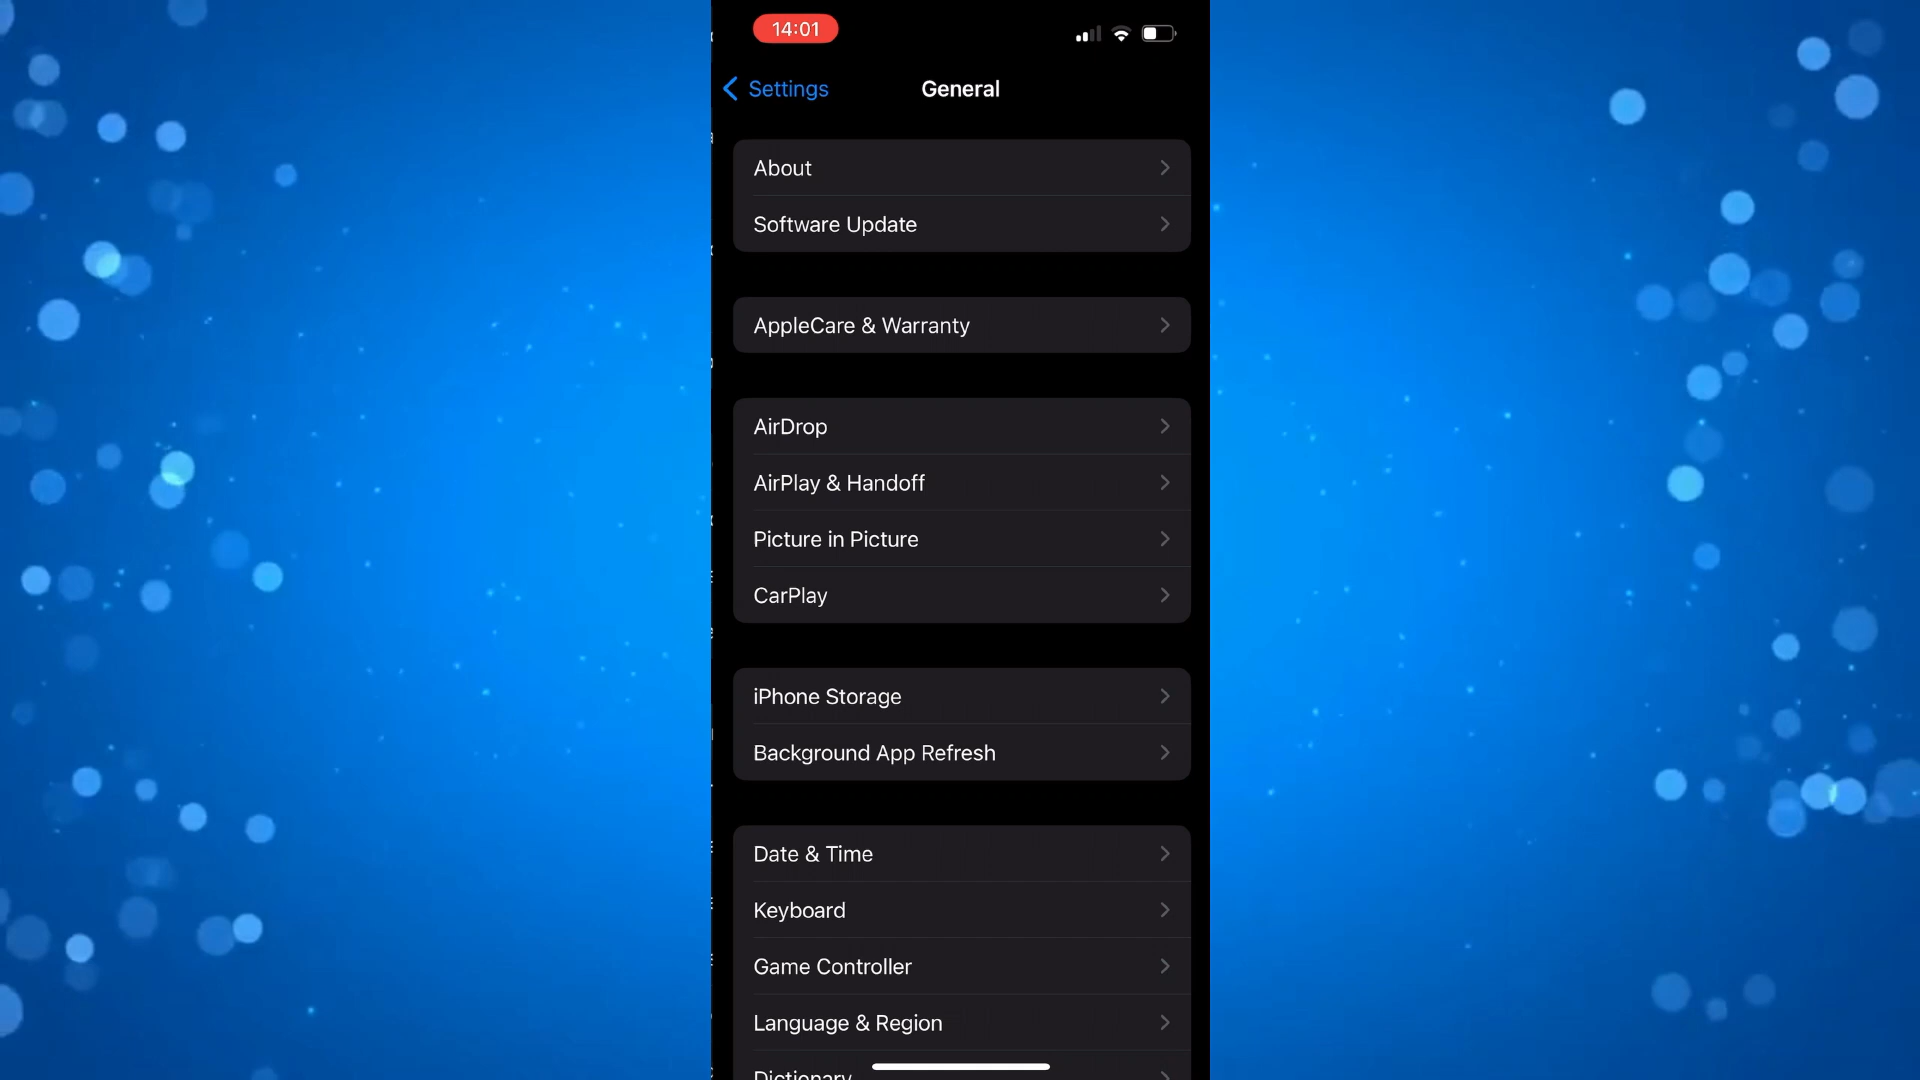 14:01
Settings
General
About
Software Update
AppleCare & Warranty
AirDrop
AirPlay & Handoff
Picture in Picture
CarPlay
iPhone Storage
Background App Refresh
Date & Time
Keyboard
Game Controller
Language & Region
Dictionary